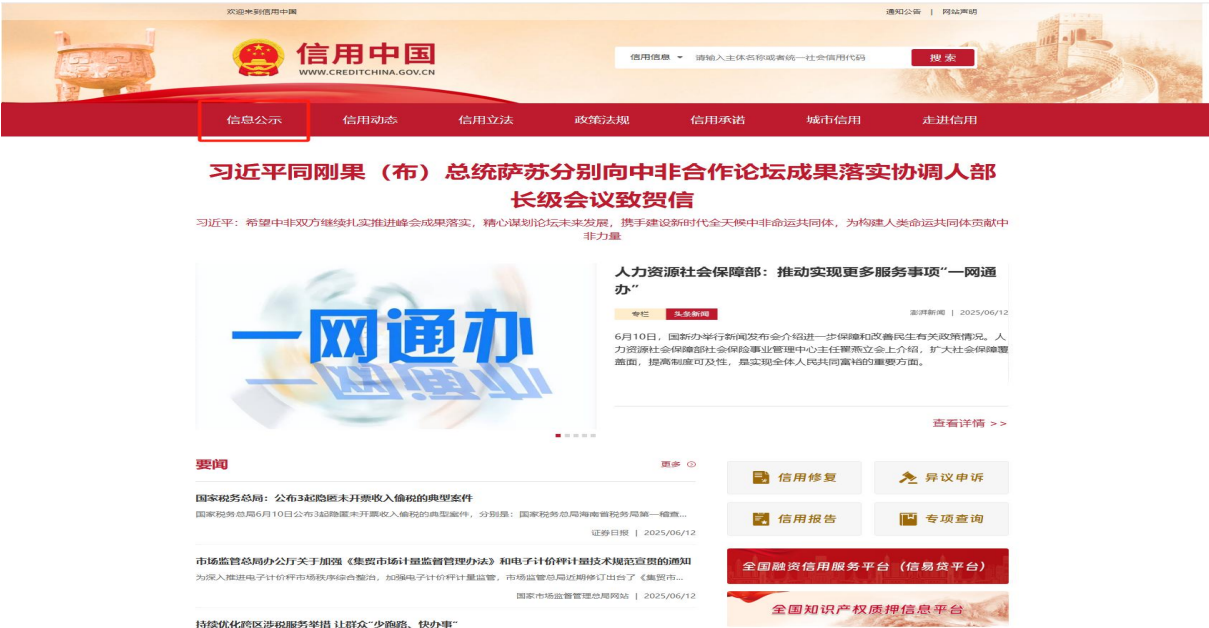 欢迎来到信用中国
通知公告 | 网站声明
信用中国
WWW.CREDITCHINA.GOV.CN
信用信息 请输入主体名称或者统一社会信用代码 搜索
信息公示 信用动态 信用立法 政策法规 信用承诺 城市信用 走进信用
习近平同刚果（布）总统萨苏分别向中非合作论坛成果落实协调人部
长级会议致贺信
习近平：希望中非双方继续扎实推进峰会成果落实，精心谋划论坛未来发展，携手建设新时代全天候中非命运共同体，为构建人类命运共同体贡献中
非力量
一网通办
人力资源社会保障部：推动实现更多服务事项“一网通
办”
专栏 头条新闻 澎湃新闻 | 2025/06/12
6月10日，国新办举行新闻发布会介绍进一步保障和改善民生有关政策情况。人
力资源社会保障部社会保险事业管理中心主任翟燕立会上介绍，扩大社会保障覆
盖面，提高制度可及性，是实现全体人民共同富裕的重要方面。
查看详情 >>
要闻
更多
国家税务总局：公布3起隐匿未开票收入偷税的典型案件
国家税务总局6月10日公布3起隐匿未开票收入偷税的典型案件，分别是：国家税务总局海南省税务局第一稽查...
证券日报 | 2025/06/12
市场监管总局办公厅关于加强《集贸市场计量监督管理办法》和电子计价秤计量技术规范宣贯的通知
为深入推进电子计价秤市场秩序综合整治，加强电子计价秤计量监管，市场监管总局近期修订出台了《集贸市...
国家市场监督管理总局网站 | 2025/06/12
持续优化跨区涉税服务举措 让群众“少跑路、快办事”
信用修复 异议申诉
信用报告 专项查询
全国融资信用服务平台（信易贷平台）
全国知识产权质押信息平台